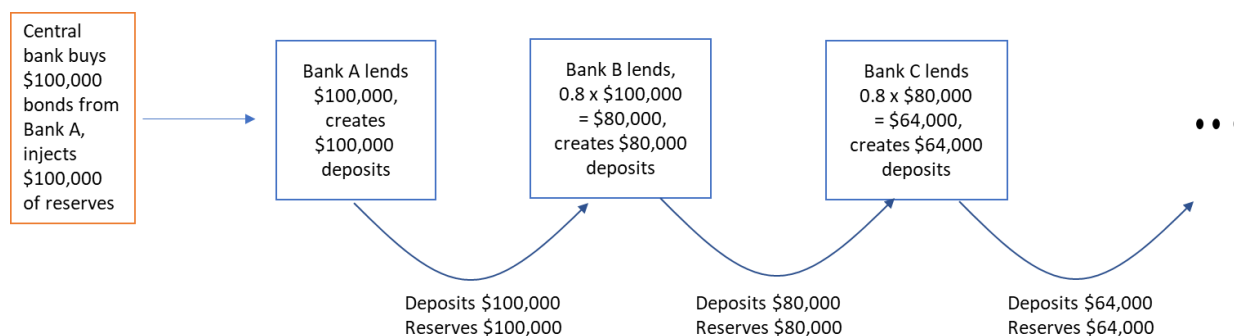 Central
bank buys
$100,000
bonds from
Bank A,
injects
$100,000
of reserves
Bank A lends
$100,000,
creates
$100,000
deposits
Bank B lends,
0.8 x $100,000
= $80,000,
creates $80,000
deposits
Bank C lends
0.8 x $80,000
= $64,000,
creates $64,000
deposits
Deposits $100,000
Reserves $100,000
Deposits $80,000
Reserves $80,000
Deposits $64,000
Reserves $64,000